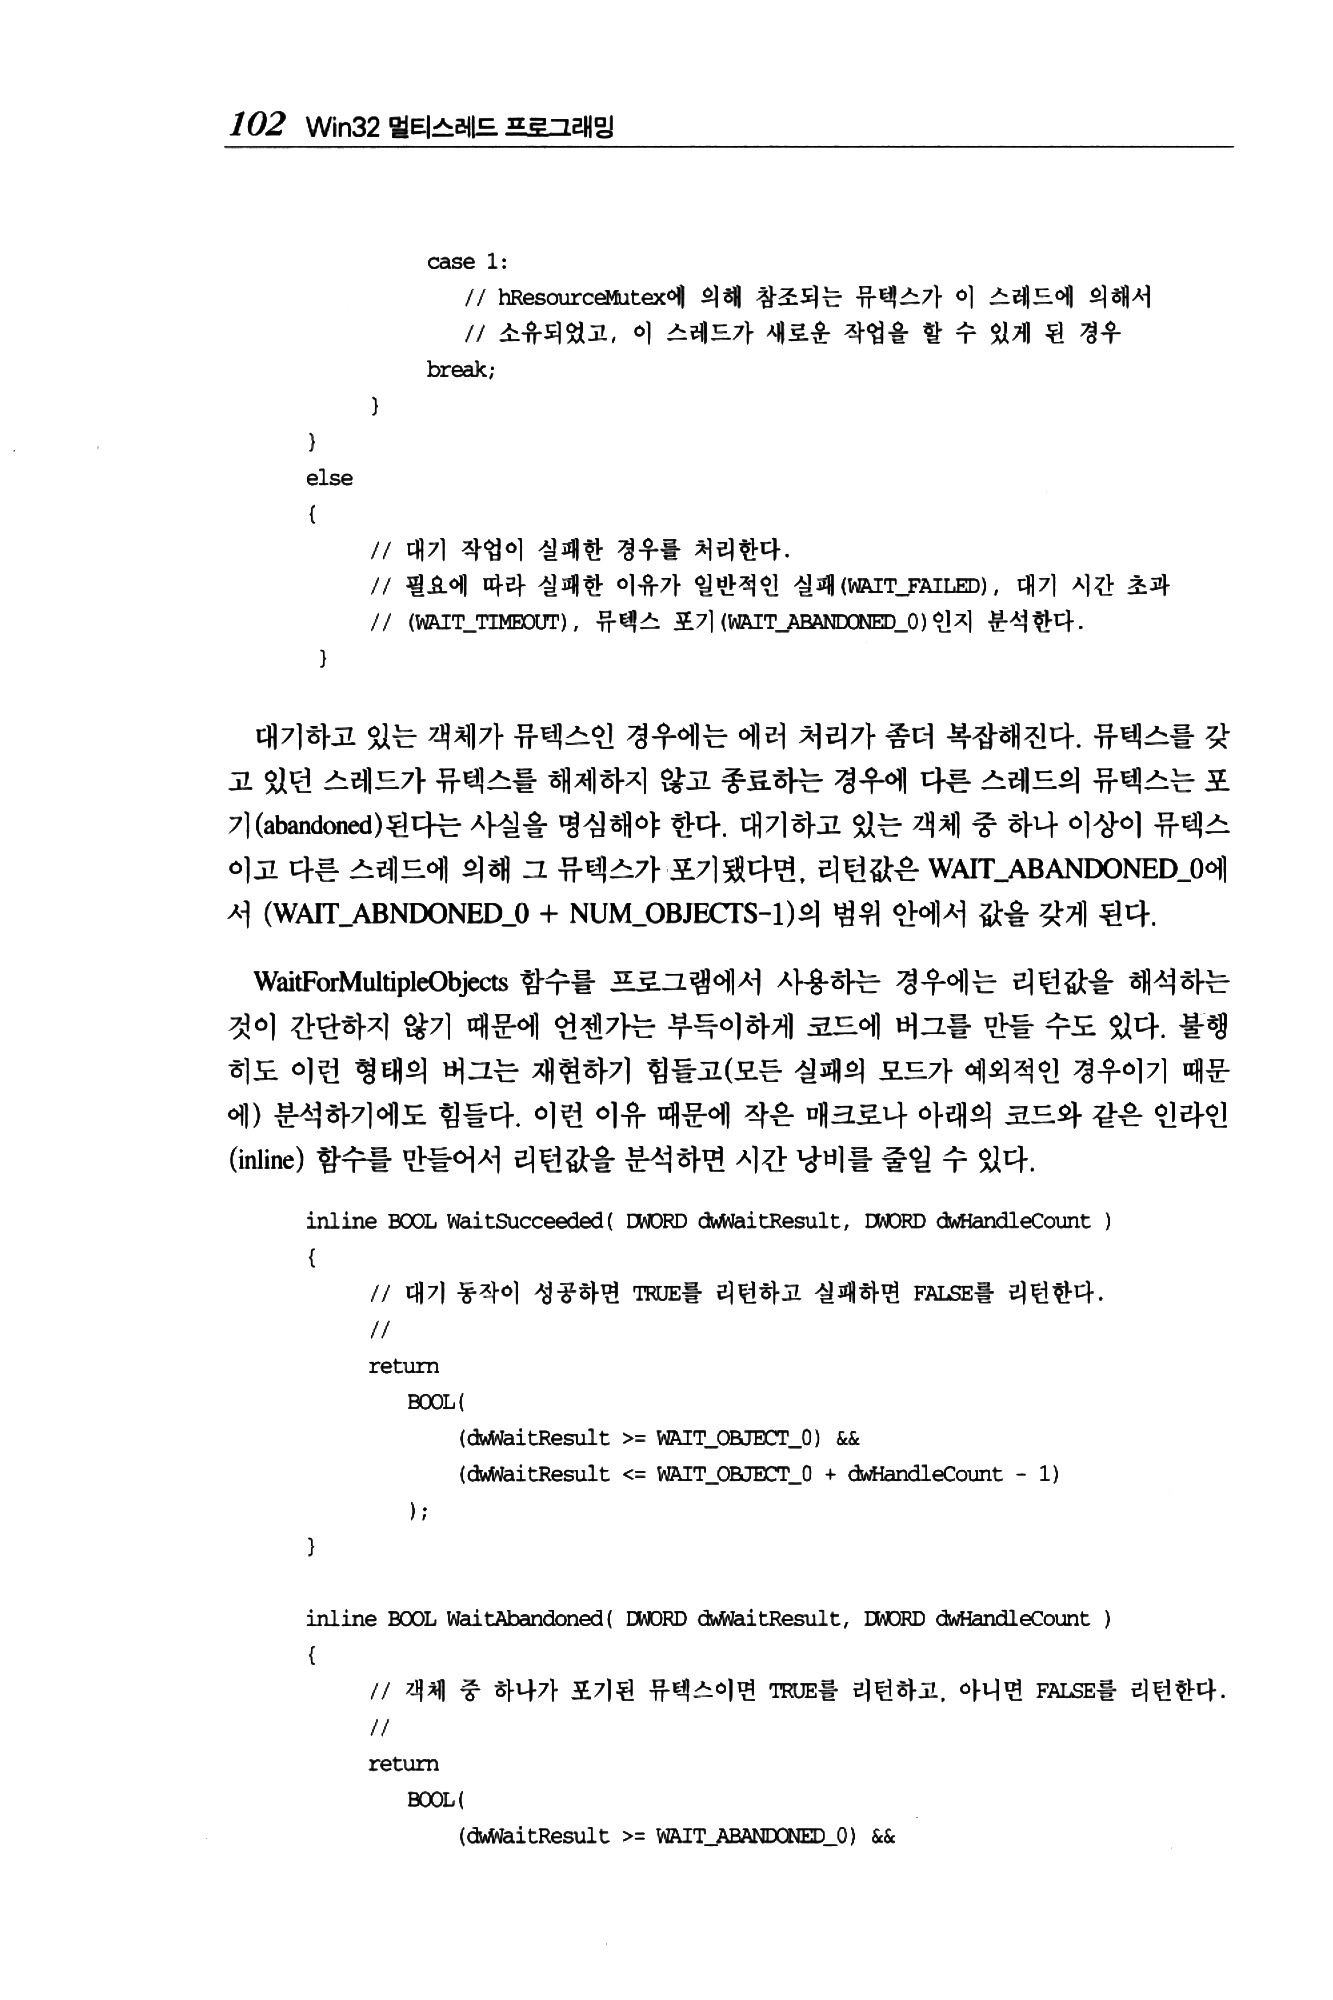 102 Win32 멀티스레드 프로그래밍
case 1:
// hResourceMutex에 의해 참조되는 뮤텍스가 이 스레드에 의해서
// 소유되었고, 이 스레드가 새로운 작업을 할 수 있게 된 경우
break;
}
}
else
{
// 대기 작업이 실패한 경우를 처리한다.
// 필요에 따라 실패한 이유가 일반적인 실패(WAIT_FAILED), 대기 시간 초과
// (WAIT_TIMEOUT), 뮤텍스 포기(WAIT_ABANDONED_0)인지 분석한다.
}
대기하고 있는 객체가 뮤텍스인 경우에는 에러 처리가 좀더 복잡해진다. 뮤텍스를 갖
고 있던 스레드가 뮤텍스를 해제하지 않고 종료하는 경우에 다른 스레드의 뮤텍스는 포
기(abandoned)된다는 사실을 명심해야 한다. 대기하고 있는 객체 중 하나 이상이 뮤텍스
이고 다른 스레드에 의해 그 뮤텍스가 포기됐다면, 리턴값은 WAIT_ABANDONED_0에
서 (WAIT_ABNDONED_0 + NUM_OBJECTS-1)의 범위 안에서 값을 갖게 된다.
WaitForMultipleObjects 함수를 프로그램에서 사용하는 경우에는 리턴값을 해석하는
것이 간단하지 않기 때문에 언젠가는 부득이하게 코드에 버그를 만들 수도 있다. 불행
히도 이런 형태의 버그는 재현하기 힘들고(모든 실패의 모드가 예외적인 경우이기 때문
에) 분석하기에도 힘들다. 이런 이유 때문에 작은 매크로나 아래의 코드와 같은 인라인
(inline) 함수를 만들어서 리턴값을 분석하면 시간 낭비를 줄일 수 있다.
inline BOOL WaitSucceeded( DWORD dwWaitResult, DWORD dwHandleCount )
{
// 대기 동작이 성공하면 TRUE를 리턴하고 실패하면 FALSE를 리턴한다.
//
return
BOOL(
(dwWaitResult >= WAIT_OBJECT_0) &&
(dwWaitResult <= WAIT_OBJECT_0 + dwHandleCount - 1)
);
}
inline BOOL WaitAbandoned( DWORD dwWaitResult, DWORD dwHandleCount )
{
// 객체 중 하나가 포기된 뮤텍스이면 TRUE를 리턴하고, 아니면 FALSE를 리턴한다.
//
return
BOOL(
(dwWaitResult >= WAIT_ABANDONED_0) &&